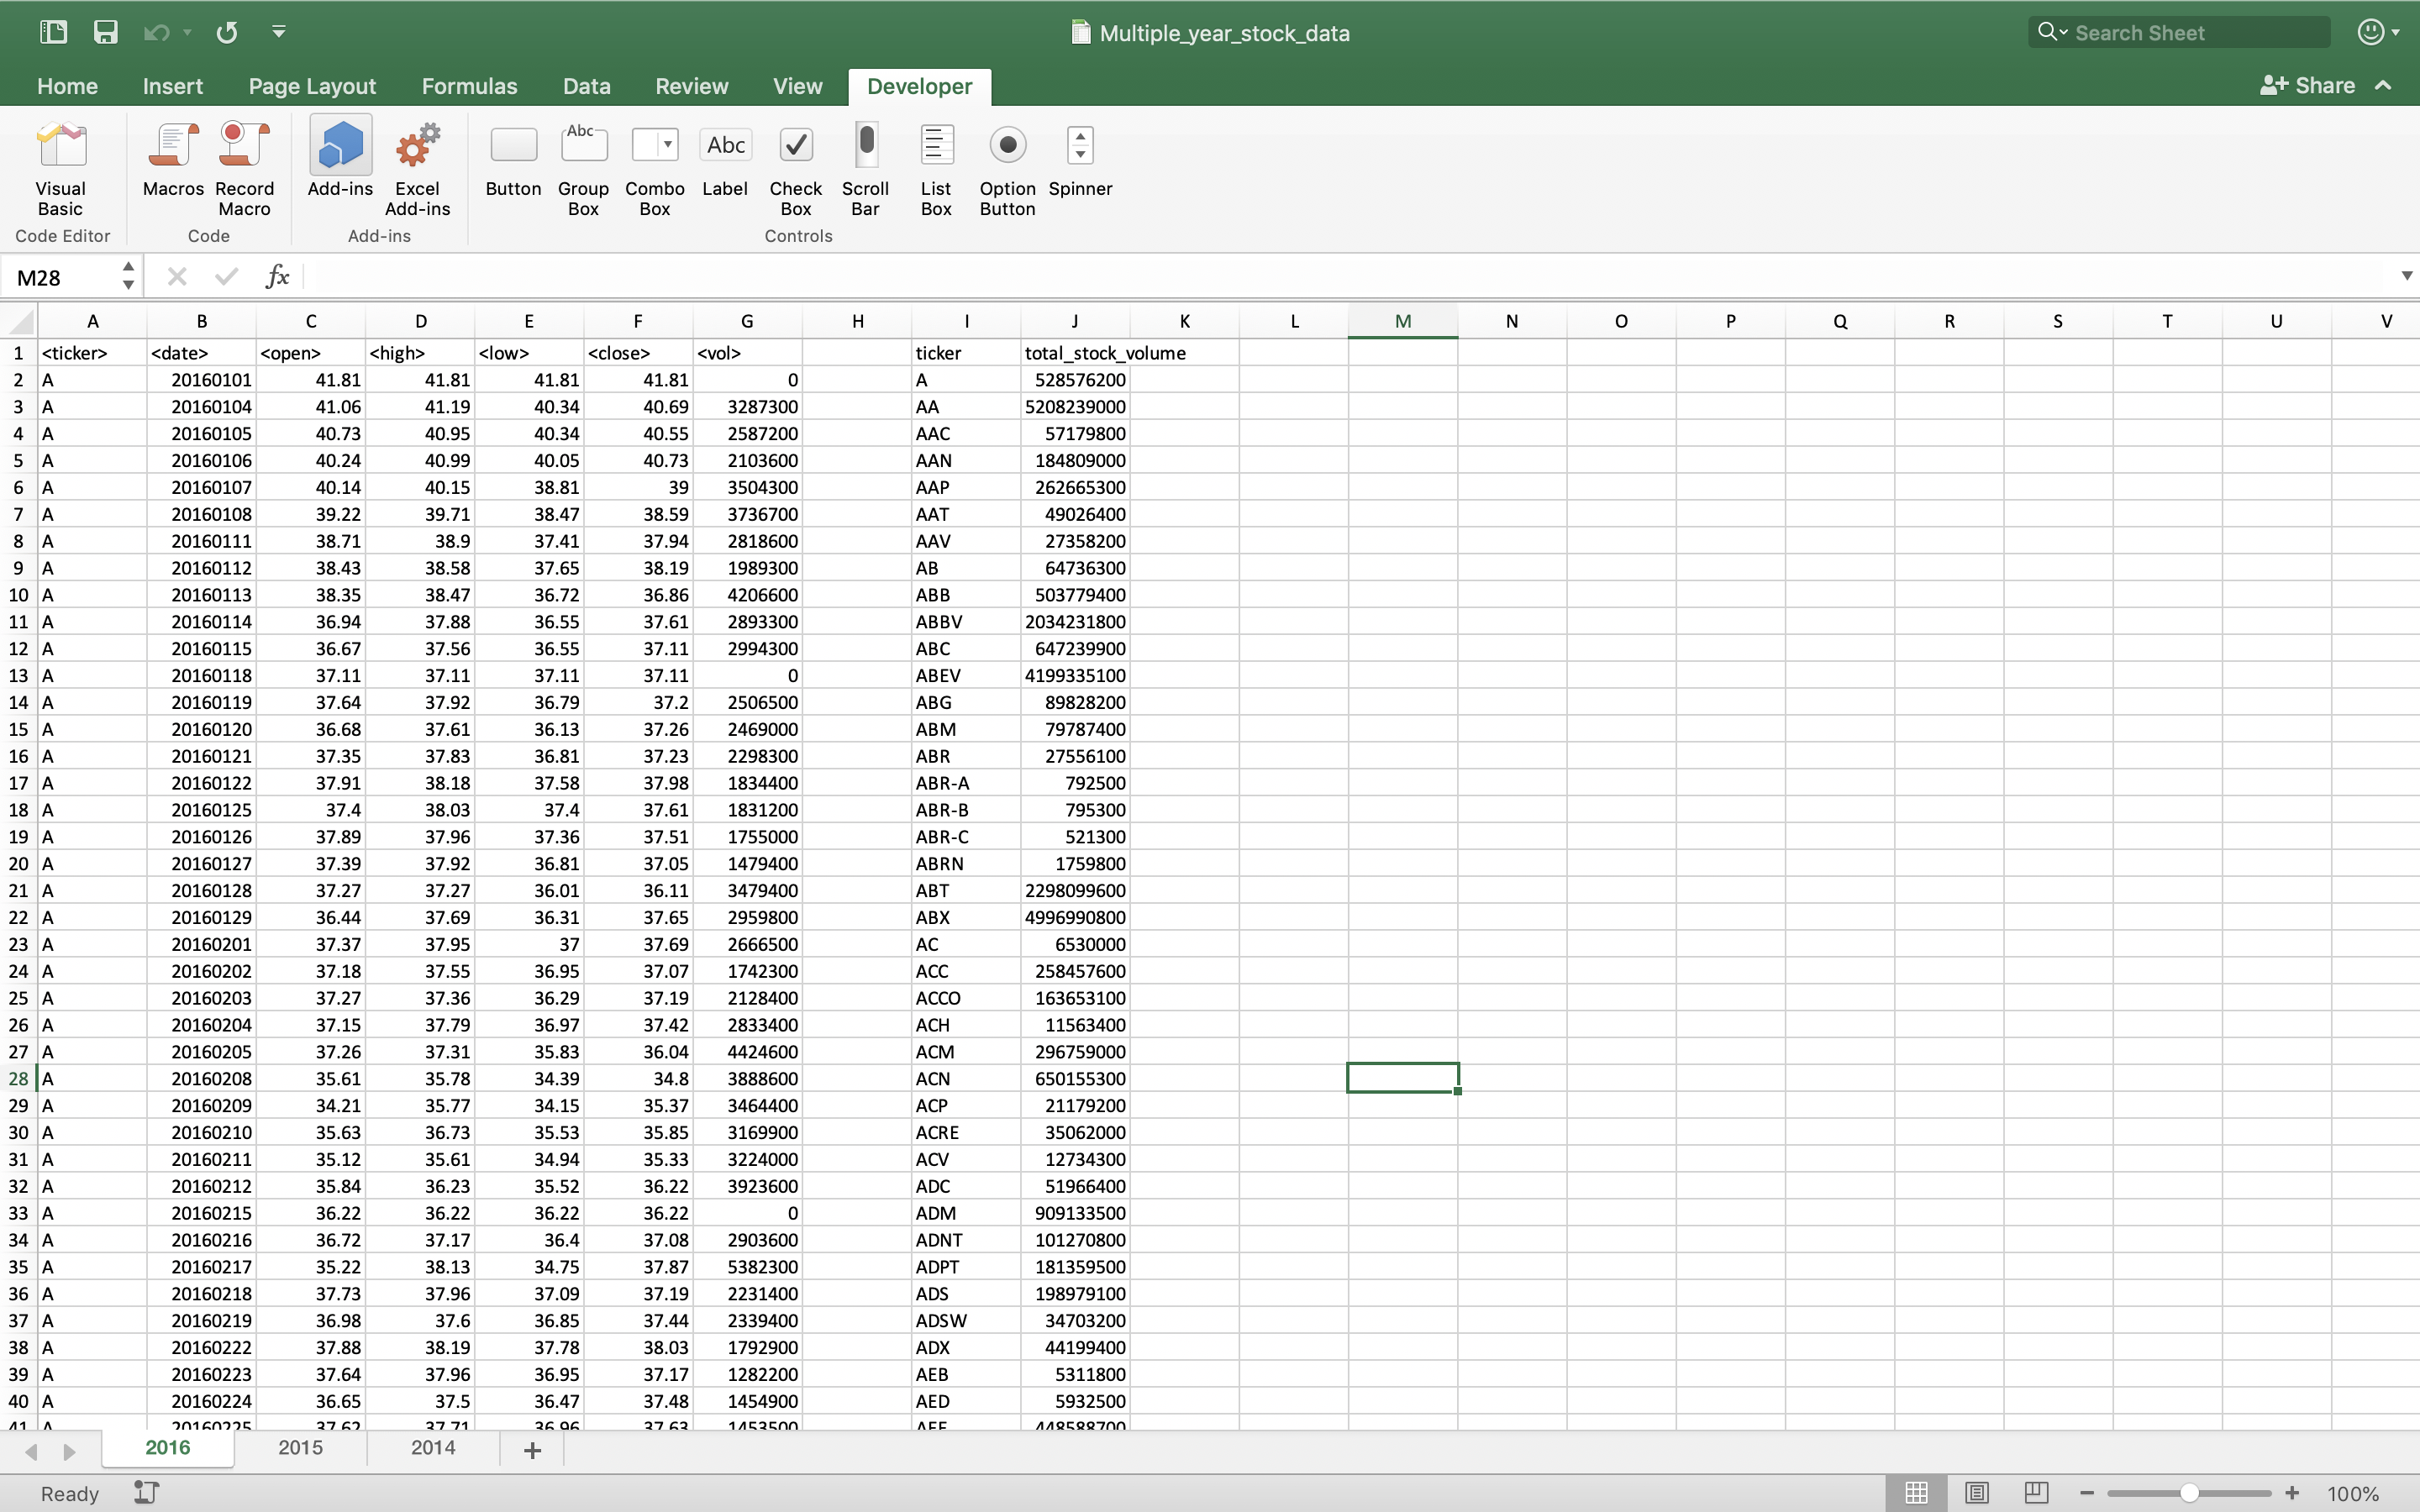 Multiple_year_stock_data
Search Sheet
Home Insert Page Layout Formulas Data Review View Developer Share
Abc Abc
Visual Basic Macros Record Macro Add-ins Excel Add-ins Button Group Box Combo Box Label Check Box Scroll Bar List Box Option Button Spinner
Code Editor Code Add-ins Controls
M28 fx
A B C D E F G H I J K L M N O P Q R S T U V
1 <ticker> <date> <open> <high> <low> <close> <vol> ticker total_stock_volume
2 A 20160101 41.81 41.81 41.81 41.81 0 A 528576200
3 A 20160104 41.06 41.19 40.34 40.69 3287300 AA 5208239000
4 A 20160105 40.73 40.95 40.34 40.55 2587200 AAC 57179800
5 A 20160106 40.24 40.99 40.05 40.73 2103600 AAN 184809000
6 A 20160107 40.14 40.15 38.81 39 3504300 AAP 262665300
7 A 20160108 39.22 39.71 38.47 38.59 3736700 AAT 49026400
8 A 20160111 38.71 38.9 37.41 37.94 2818600 AAV 27358200
9 A 20160112 38.43 38.58 37.65 38.19 1989300 AB 64736300
10 A 20160113 38.35 38.47 36.72 36.86 4206600 ABB 503779400
11 A 20160114 36.94 37.88 36.55 37.61 2893300 ABBV 2034231800
12 A 20160115 36.67 37.56 36.55 37.11 2994300 ABC 647239900
13 A 20160118 37.11 37.11 37.11 37.11 0 ABEV 4199335100
14 A 20160119 37.64 37.92 36.79 37.2 2506500 ABG 89828200
15 A 20160120 36.68 37.61 36.13 37.26 2469000 ABM 79787400
16 A 20160121 37.35 37.83 36.81 37.23 2298300 ABR 27556100
17 A 20160122 37.91 38.18 37.58 37.98 1834400 ABR-A 792500
18 A 20160125 37.4 38.03 37.4 37.61 1831200 ABR-B 795300
19 A 20160126 37.89 37.96 37.36 37.51 1755000 ABR-C 521300
20 A 20160127 37.39 37.92 36.81 37.05 1479400 ABRN 1759800
21 A 20160128 37.27 37.27 36.01 36.11 3479400 ABT 2298099600
22 A 20160129 36.44 37.69 36.31 37.65 2959800 ABX 4996990800
23 A 20160201 37.37 37.95 37 37.69 2666500 AC 6530000
24 A 20160202 37.18 37.55 36.95 37.07 1742300 ACC 258457600
25 A 20160203 37.27 37.36 36.29 37.19 2128400 ACCO 163653100
26 A 20160204 37.15 37.79 36.97 37.42 2833400 ACH 11563400
27 A 20160205 37.26 37.31 35.83 36.04 4424600 ACM 296759000
28 A 20160208 35.61 35.78 34.39 34.8 3888600 ACN 650155300
29 A 20160209 34.21 35.77 34.15 35.37 3464400 ACP 21179200
30 A 20160210 35.63 36.73 35.53 35.85 3169900 ACRE 35062000
31 A 20160211 35.12 35.61 34.94 35.33 3224000 ACV 12734300
32 A 20160212 35.84 36.23 35.52 36.22 3923600 ADC 51966400
33 A 20160215 36.22 36.22 36.22 36.22 0 ADM 909133500
34 A 20160216 36.72 37.17 36.4 37.08 2903600 ADNT 101270800
35 A 20160217 35.22 38.13 34.75 37.87 5382300 ADPT 181359500
36 A 20160218 37.73 37.96 37.09 37.19 2231400 ADS 198979100
37 A 20160219 36.98 37.6 36.85 37.44 2339400 ADSW 34703200
38 A 20160222 37.88 38.19 37.78 38.03 1792900 ADX 44199400
39 A 20160223 37.64 37.96 36.95 37.17 1282200 AEB 5311800
40 A 20160224 36.65 37.5 36.47 37.48 1454900 AED 5932500
41 A 20160225 37.62 37.71 36.96 37.63 1453500
2016 2015 2014 +
Ready 100%